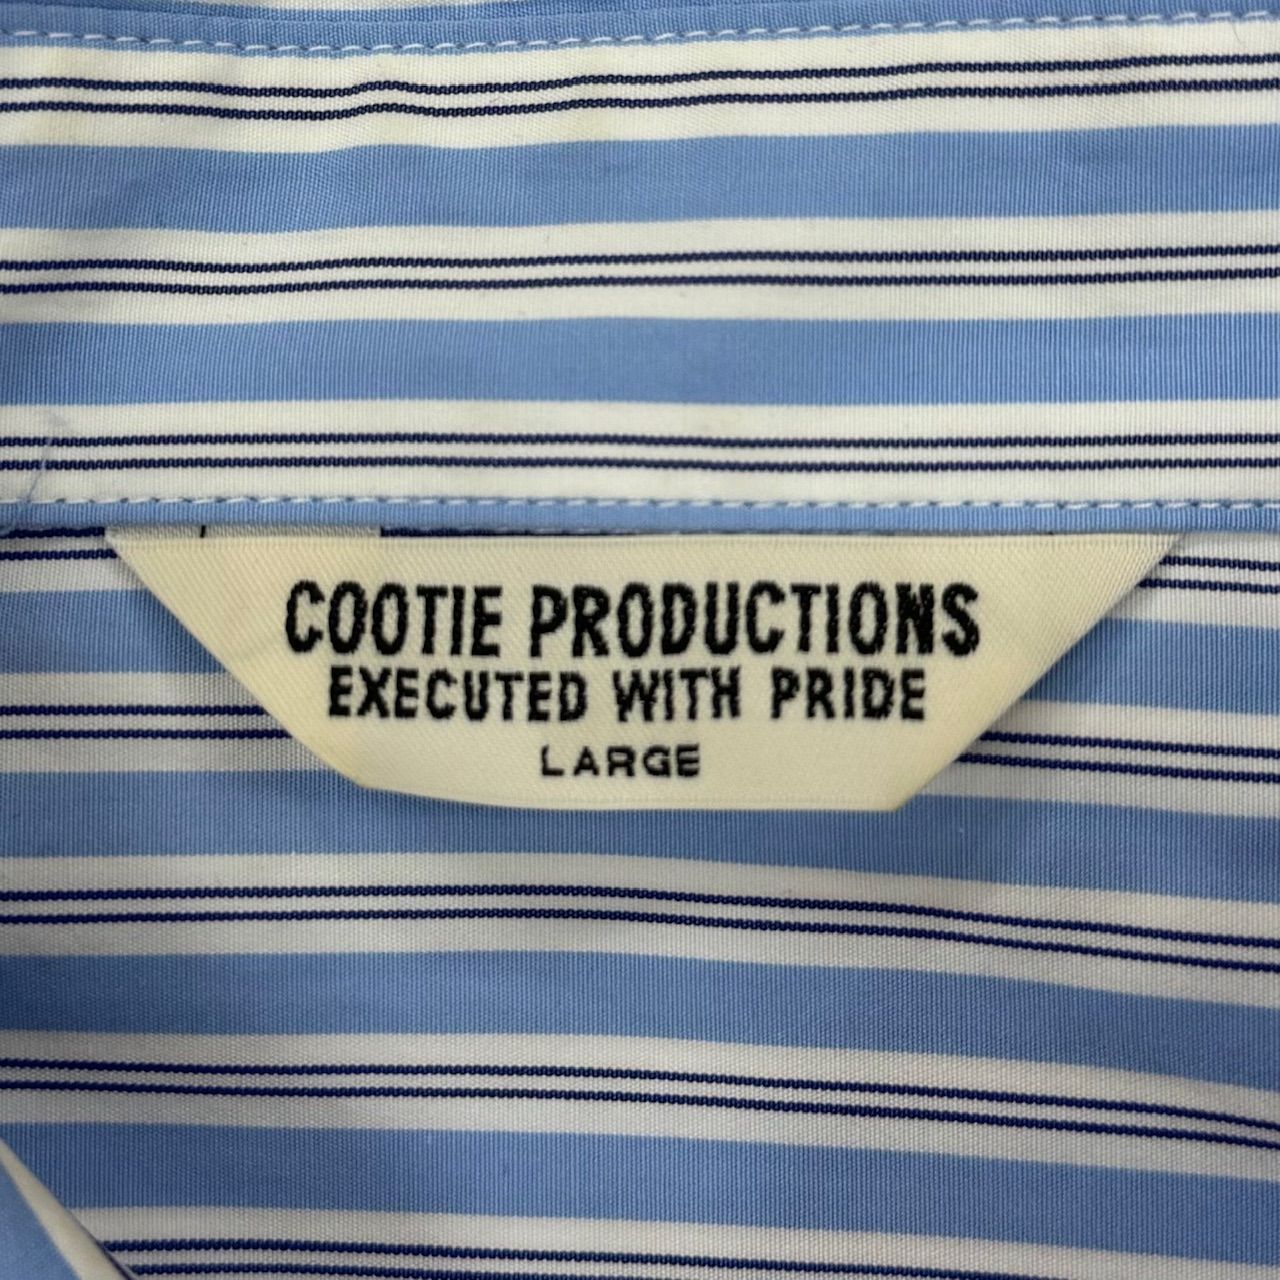 COOTIE PRODUCTIONS
EXECUTED WITH PRIDE
LARGE